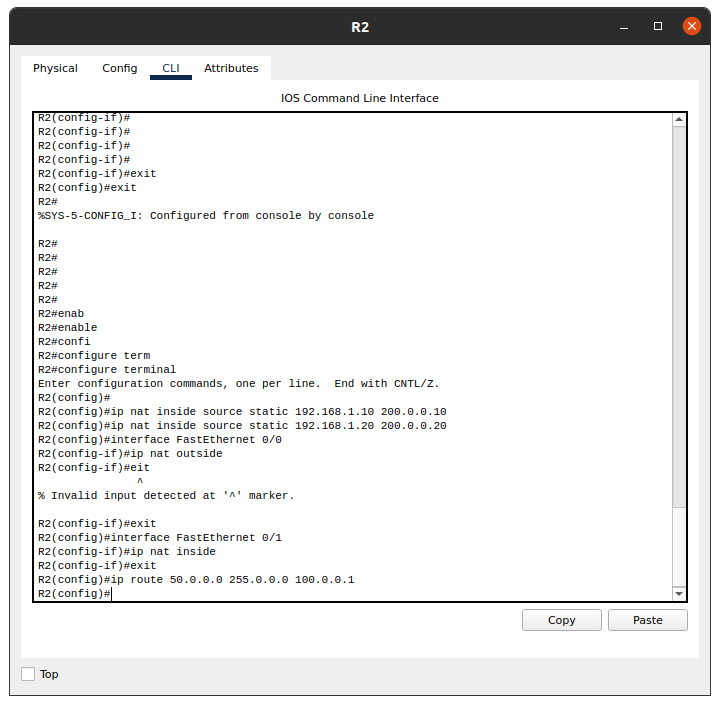 R2
Physical Config CLI Attributes
IOS Command Line Interface
R2(config-if)#
R2(config-if)#
R2(config-if)#
R2(config-if)#
R2(config-if)#exit
R2(config)#exit
R2#
%SYS-5-CONFIG_I: Configured from console by console
R2#
R2#
R2#
R2#
R2#
R2#enab
R2#enable
R2#confi
R2#configure term
R2#configure terminal
Enter configuration commands, one per line.  End with CNTL/Z.
R2(config)#
R2(config)#ip nat inside source static 192.168.1.10 200.0.0.10
R2(config)#ip nat inside source static 192.168.1.20 200.0.0.20
R2(config)#interface FastEthernet 0/0
R2(config-if)#ip nat outside
R2(config-if)#eit
^
% Invalid input detected at '^' marker.
R2(config-if)#exit
R2(config)#interface FastEthernet 0/1
R2(config-if)#ip nat inside
R2(config-if)#exit
R2(config)#ip route 50.0.0.0 255.0.0.0 100.0.0.1
R2(config)#
Copy Paste
Top